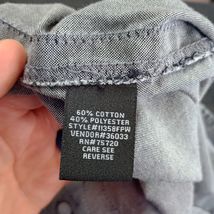 60% COTTON
40% POLYESTER
STYLE#11358FPW
VENDOR#36033
RN#75720
CARE SEE
REVERSE